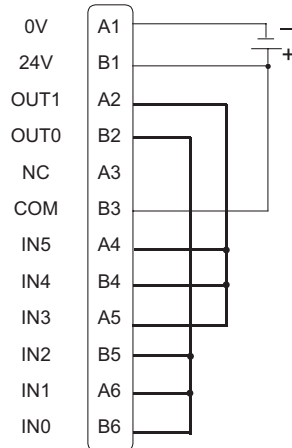 0V A1 −
24V B1 +
OUT1 A2
OUT0 B2
NC A3
COM B3
IN5 A4
IN4 B4
IN3 A5
IN2 B5
IN1 A6
IN0 B6